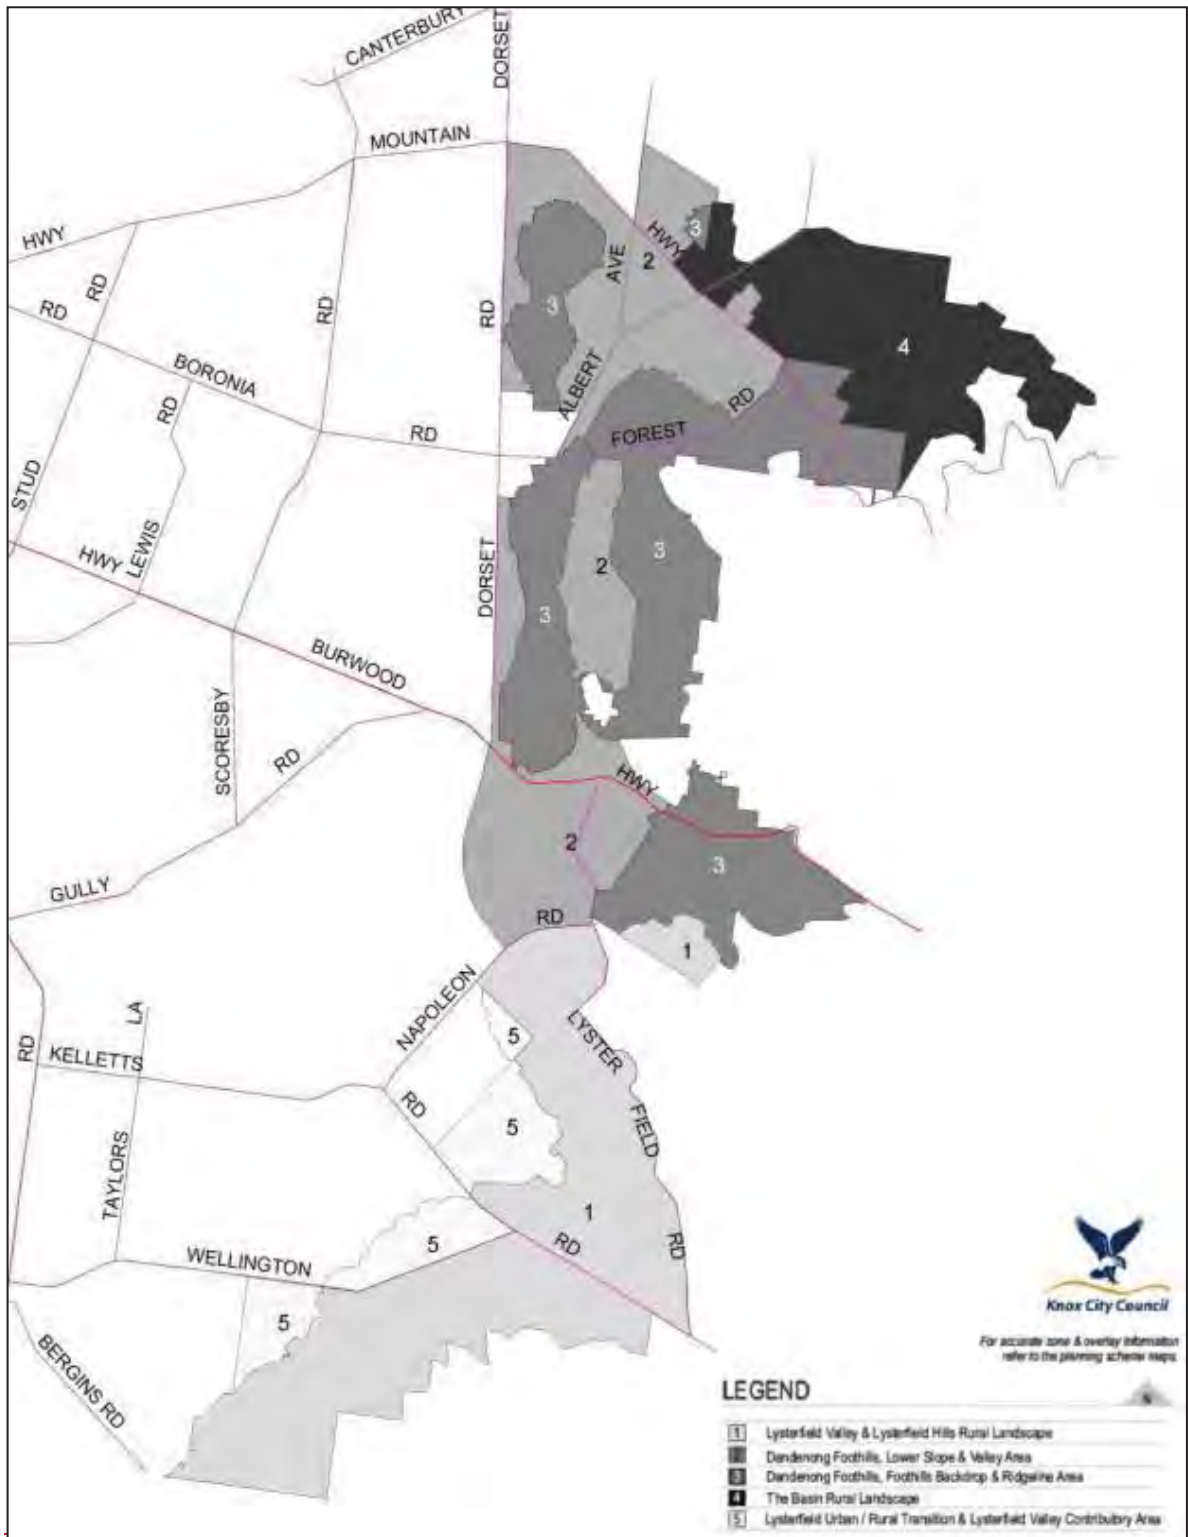 CANTERBURY
DORSET
MOUNTAIN
HWY
RD
RD
RD
RD
HWY
3
AVE
2
3
4
BORONIA
RD
ALBERT
RD
FOREST
RD
STUD
LEWIS
HWY
DORSET
2
3
3
BURWOOD
SCORESBY
RD
HWY
2
3
GULLY
RD
1
NAPOLEON
LA
RD
KELLETTS
5
LYSTER
RD
5
FIELD
TAYLORS
1
5
RD
RD
WELLINGTON
5
BERGINS RD
Knox City Council
For accurate zone & overlay information
refer to the planning scheme maps.
LEGEND
1 Lysterfield Valley & Lysterfield Hills Rural Landscape
2 Dandenong Foothills, Lower Slope & Valley Area
3 Dandenong Foothills, Foothills Backdrop & Ridgeline Area
4 The Basin Rural Landscape
5 Lysterfield Urban / Rural Transition & Lysterfield Valley Contributory Area